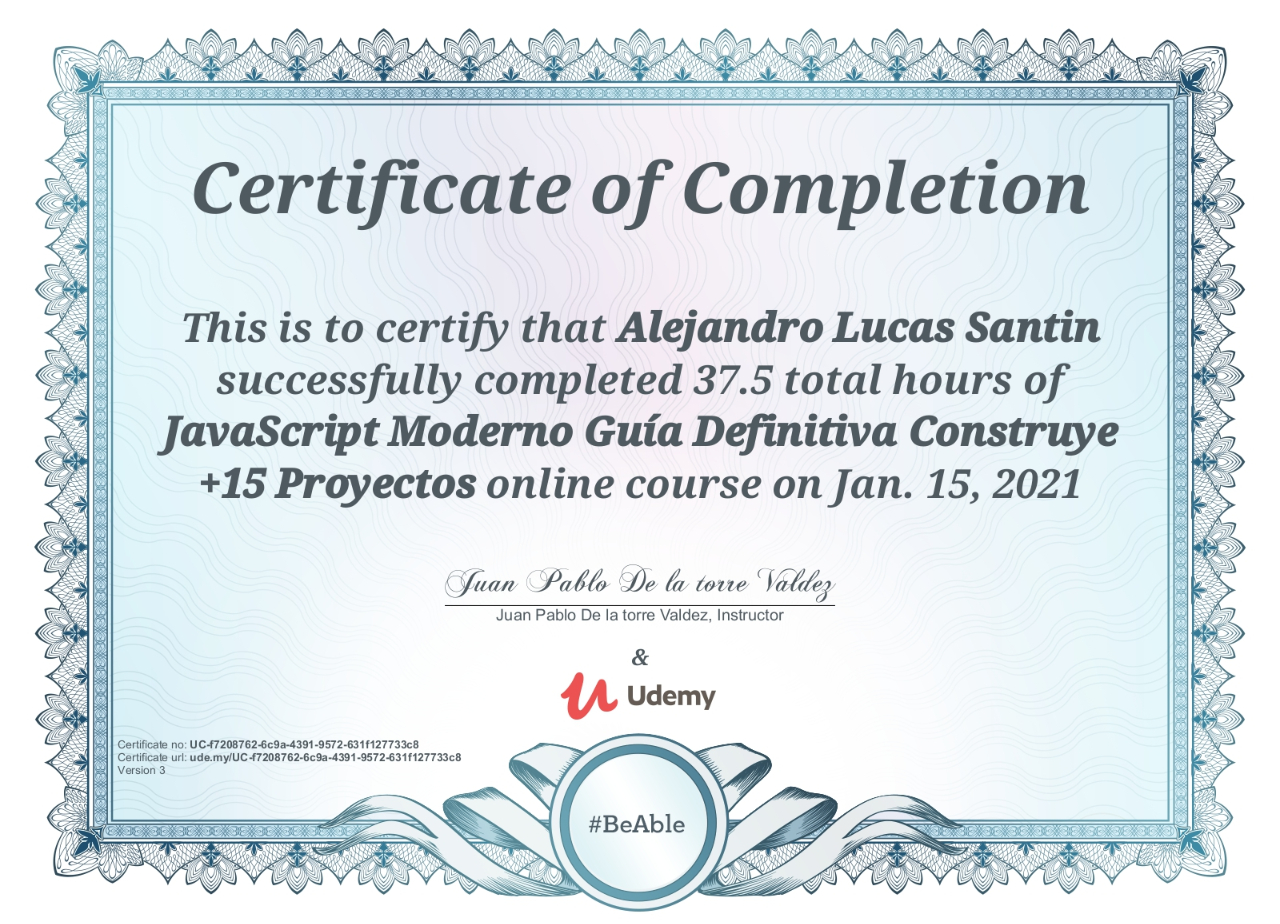 Certificate of Completion
This is to certify that Alejandro Lucas Santin
successfully completed 37.5 total hours of
JavaScript Moderno Guía Definitiva Construye
+15 Proyectos online course on Jan. 15, 2021
Juan Pablo De la torre Valdez
Juan Pablo De la torre Valdez, Instructor
&
Udemy
Certificate no: UC-f7208762-6c9a-4391-9572-631f127733c8
Certificate url: ude.my/UC-f7208762-6c9a-4391-9572-631f127733c8
Version 3
#BeAble